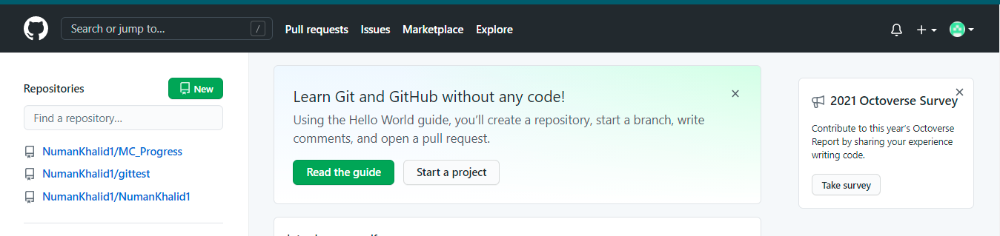 Search or jump to... /
Pull requests
Issues
Marketplace
Explore
Repositories
New
Find a repository...
NumanKhalid1/MC_Progress
NumanKhalid1/gittest
NumanKhalid1/NumanKhalid1
Learn Git and GitHub without any code!
Using the Hello World guide, you’ll create a repository, start a branch, write
comments, and open a pull request.
Read the guide
Start a project
2021 Octoverse Survey
Contribute to this year’s Octoverse
Report by sharing your experience
writing code.
Take survey